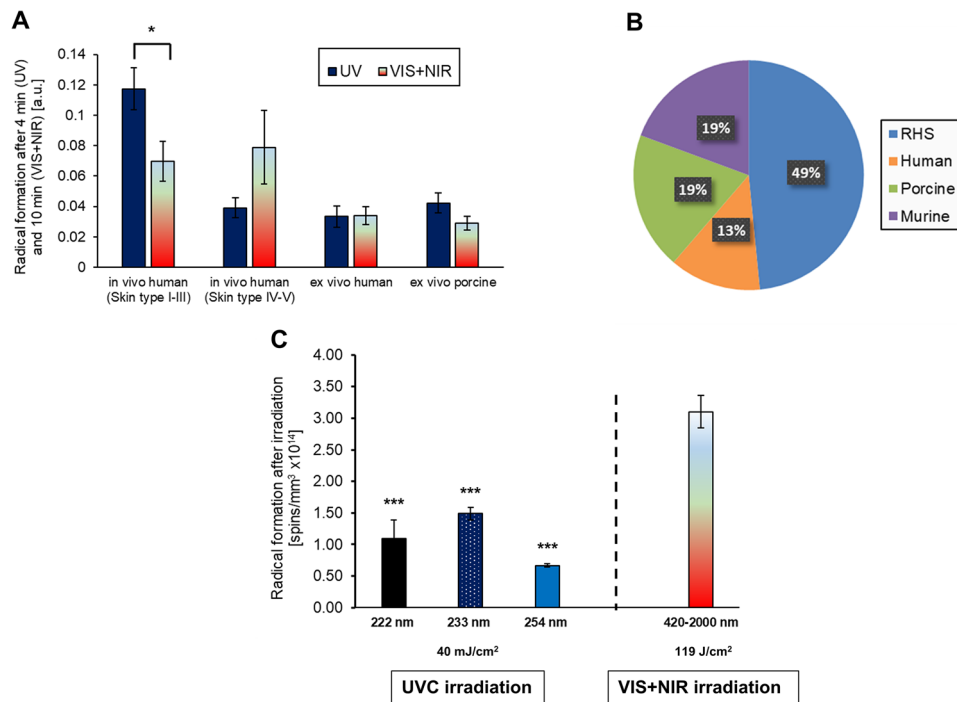 A
*
Radical formation after 4 min (UV)
and 10 min (VIS+NIR) [a.u.]
0.14
0.12
0.1
0.08
0.06
0.04
0.02
0
UV VIS+NIR
in vivo human
(Skin type I-III)
in vivo human
(Skin type IV-V)
ex vivo human
ex vivo porcine
B
19%
49%
19%
13%
RHS
Human
Porcine
Murine
C
Radical formation after irradiation
[spins/mm³ x10¹⁴]
4.00
3.50
3.00
2.50
2.00
1.50
1.00
0.50
0.00
***
***
***
222 nm 233 nm 254 nm 420-2000 nm
40 mJ/cm² 119 J/cm²
UVC irradiation VIS+NIR irradiation